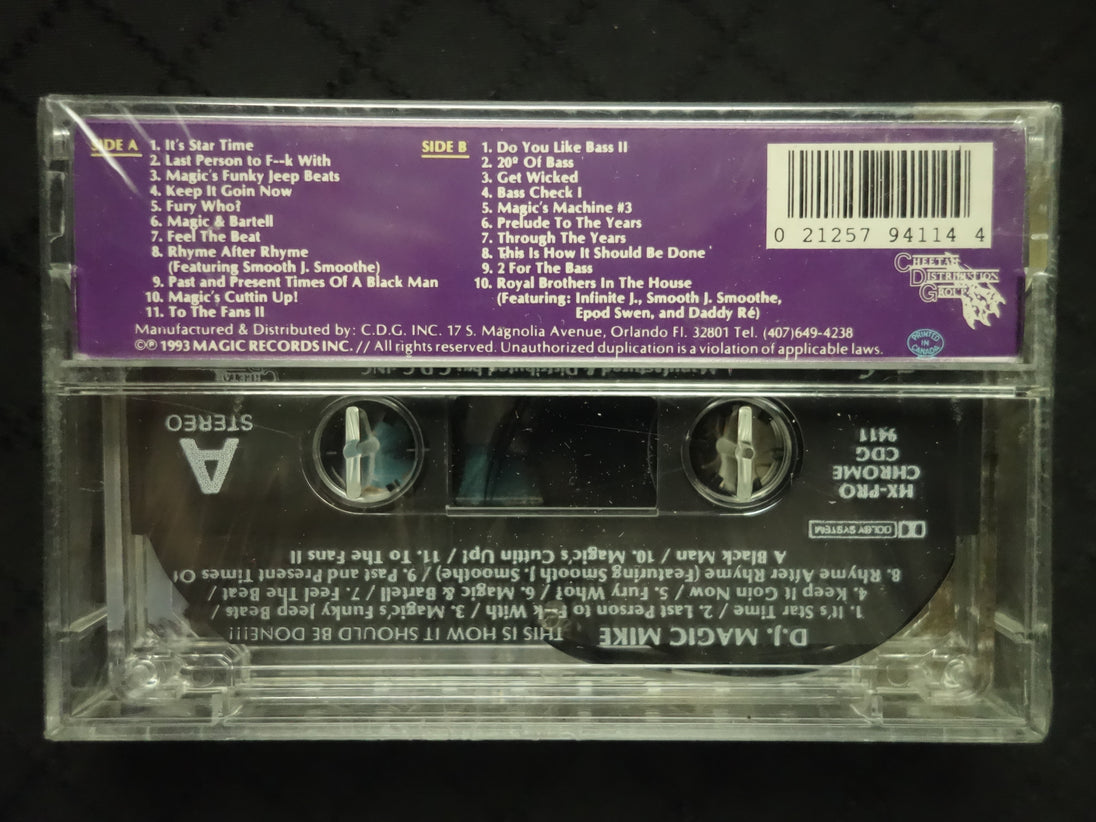 SIDE A
1. It's Star Time
2. Last Person to F--k With
3. Magic's Funky Jeep Beats
4. Keep It Goin Now
5. Fury Who?
6. Magic & Bartell
7. Feel The Beat
8. Rhyme After Rhyme
(Featuring Smooth J. Smoothe)
9. Past and Present Times Of A Black Man
10. Magic's Cuttin Up!
11. To The Fans II
SIDE B
1. Do You Like Bass II
2. 20º Of Bass
3. Get Wicked
4. Bass Check I
5. Magic's Machine #3
6. Prelude To The Years
7. Through The Years
8. This Is How It Should Be Done
9. 2 For The Bass
10. Royal Brothers In The House
(Featuring: Infinite J., Smooth J. Smoothe,
Epod Swen, and Daddy Ré)
0 21257 94114 4
CHEETAH
DISTRIBUTION
GROUP
Manufactured & Distributed by: C.D.G. INC. 17 S. Magnolia Avenue, Orlando Fl. 32801 Tel. (407)649-4238
©℗ 1993 MAGIC RECORDS INC. // All rights reserved. Unauthorized duplication is a violation of applicable laws.
PRINTED
IN
CANADA
D.J. MAGIC MIKE THIS IS HOW IT SHOULD BE DONE!!!
1. It's Star Time / 2. Last Person to F--k With / 3. Magic's Funky Jeep Beats /
4. Keep It Goin Now / 5. Fury Who? / 6. Magic & Bartell / 7. Feel The Beat /
8. Rhyme After Rhyme (Featuring Smooth J. Smoothe) / 9. Past and Present Times Of
A Black Man / 10. Magic's Cuttin Up! / 11. To The Fans II
DOLBY SYSTEM
HX-PRO
CHROME
CDG
9411
A
STEREO